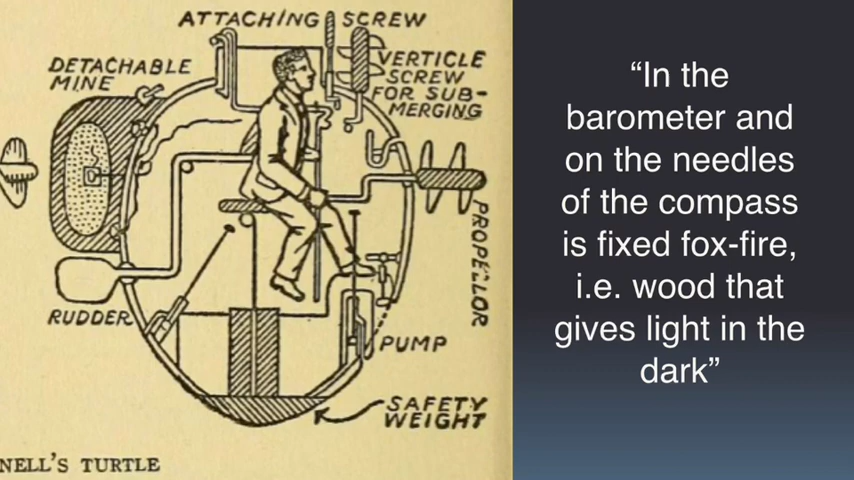 ATTACHING SCREW
DETACHABLE
MINE
VERTICLE
SCREW
FOR SUB-
MERGING
PROPELLOR
RUDDER
PUMP
SAFETY
WEIGHT
NELL'S TURTLE
“In the
barometer and
on the needles
of the compass
is fixed fox-fire,
i.e. wood that
gives light in the
dark”